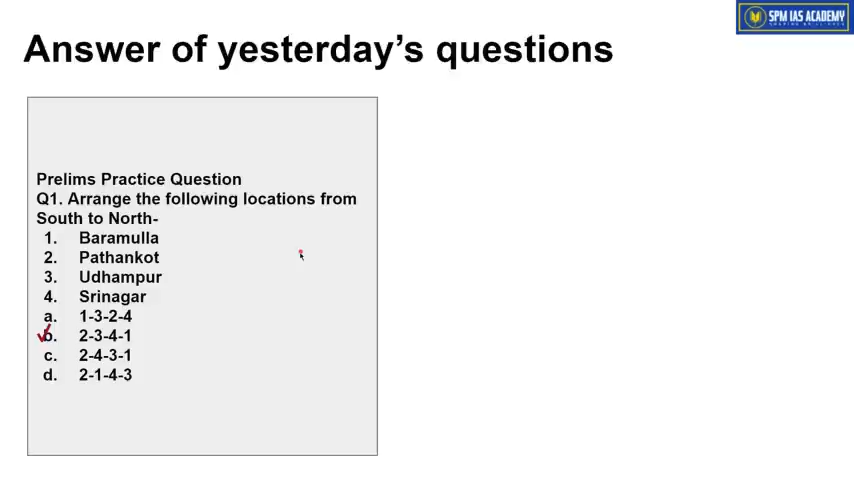 SPM IAS ACADEMY
SHAPING BRILLIANCE
Answer of yesterday's questions
Prelims Practice Question
Q1. Arrange the following locations from
South to North-
1. Baramulla
2. Pathankot
3. Udhampur
4. Srinagar
a. 1-3-2-4
b. 2-3-4-1
c. 2-4-3-1
d. 2-1-4-3